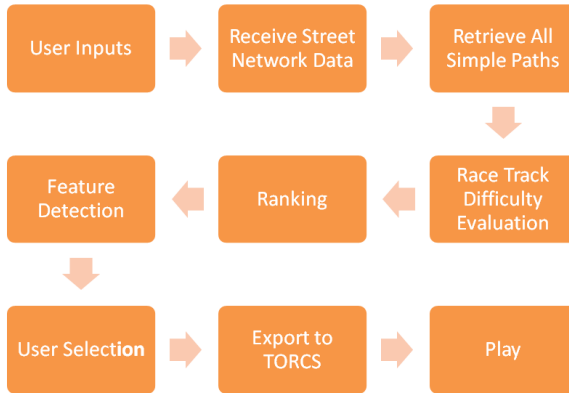 User Inputs
Receive Street
Network Data
Retrieve All
Simple Paths
Race Track
Difficulty
Evaluation
Ranking
Feature
Detection
User Selection
Export to
TORCS
Play